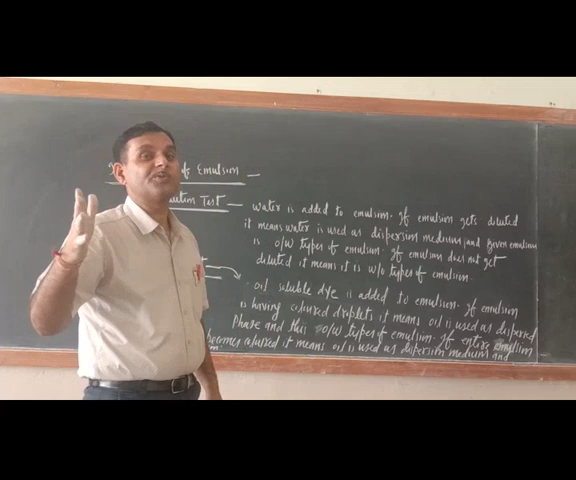 of Emulsion —
Test — Water is added to emulsion. If emulsion gets diluted
it means water is used as dispersion medium and given emulsion
is o/w types of emulsion. If emulsion does not get
diluted it means it is w/o types of emulsion.
oil soluble dye is added to emulsion. If emulsion
is having coloured droplets it means oil is used as dispersed
Phase and this o/w types of emulsion. If entire emulsion
becomes coloured it means oil is used as dispersion medium and